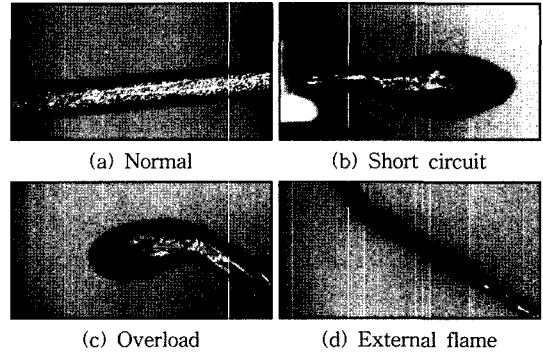 (a) Normal
(b) Short circuit
(c) Overload
(d) External flame